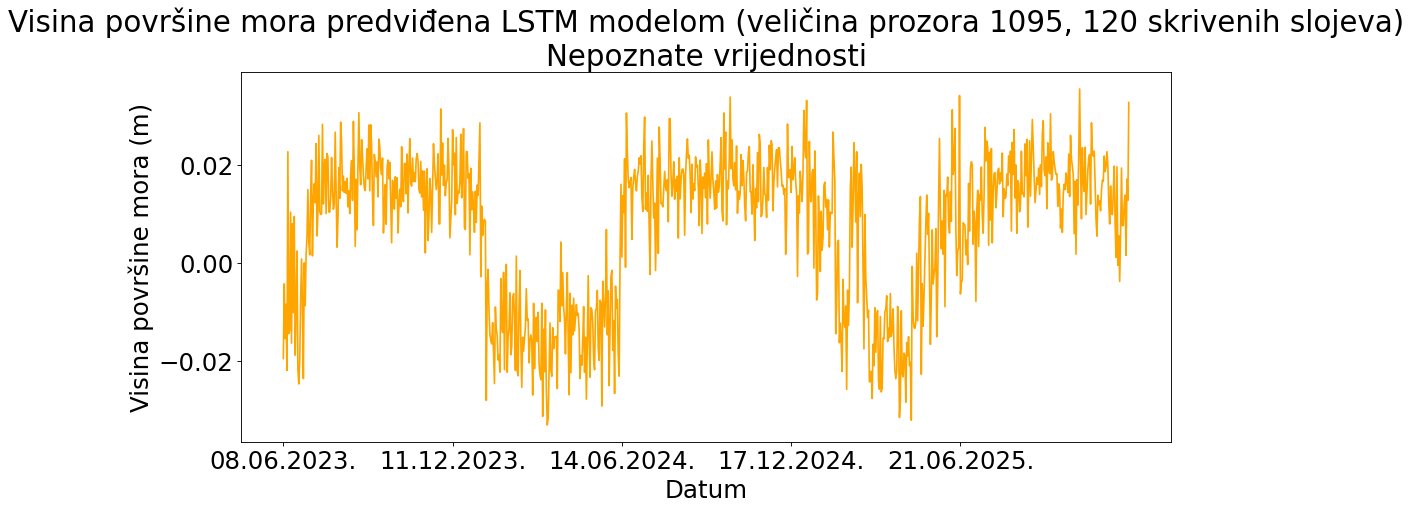 Visina površine mora predviđena LSTM modelom (veličina prozora 1095, 120 skrivenih slojeva)
Nepoznate vrijednosti
Visina površine mora (m)
0.02
0.00
−0.02
08.06.2023. 11.12.2023. 14.06.2024. 17.12.2024. 21.06.2025.
Datum